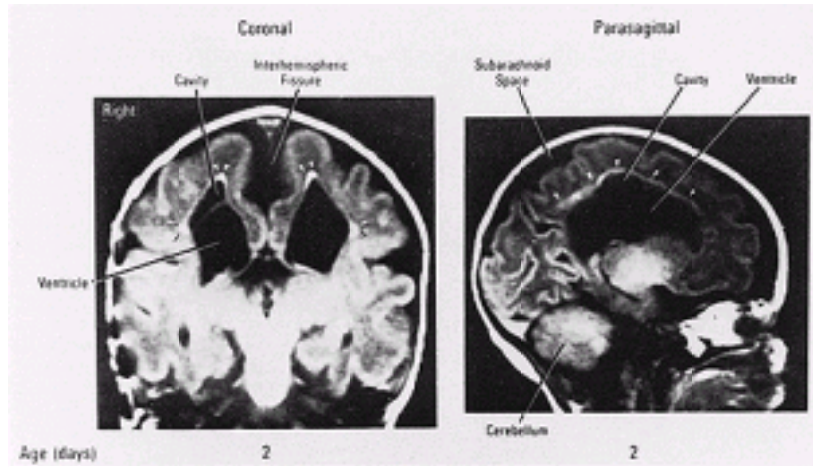 Coronal
Parasagittal
Interhemispheric
Fissure
Cavity
Subarachnoid
Space
Cavity
Ventricle
Right
Ventricle
Cerebellum
Age (days)
2
2